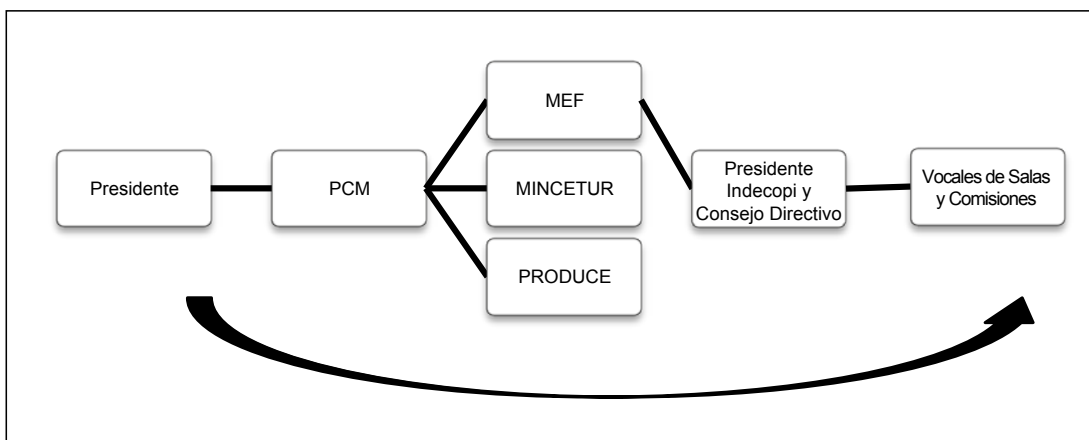 Presidente
PCM
MEF
MINCETUR
PRODUCE
Presidente
Indecopi y
Consejo Directivo
Vocales de Salas
y Comisiones